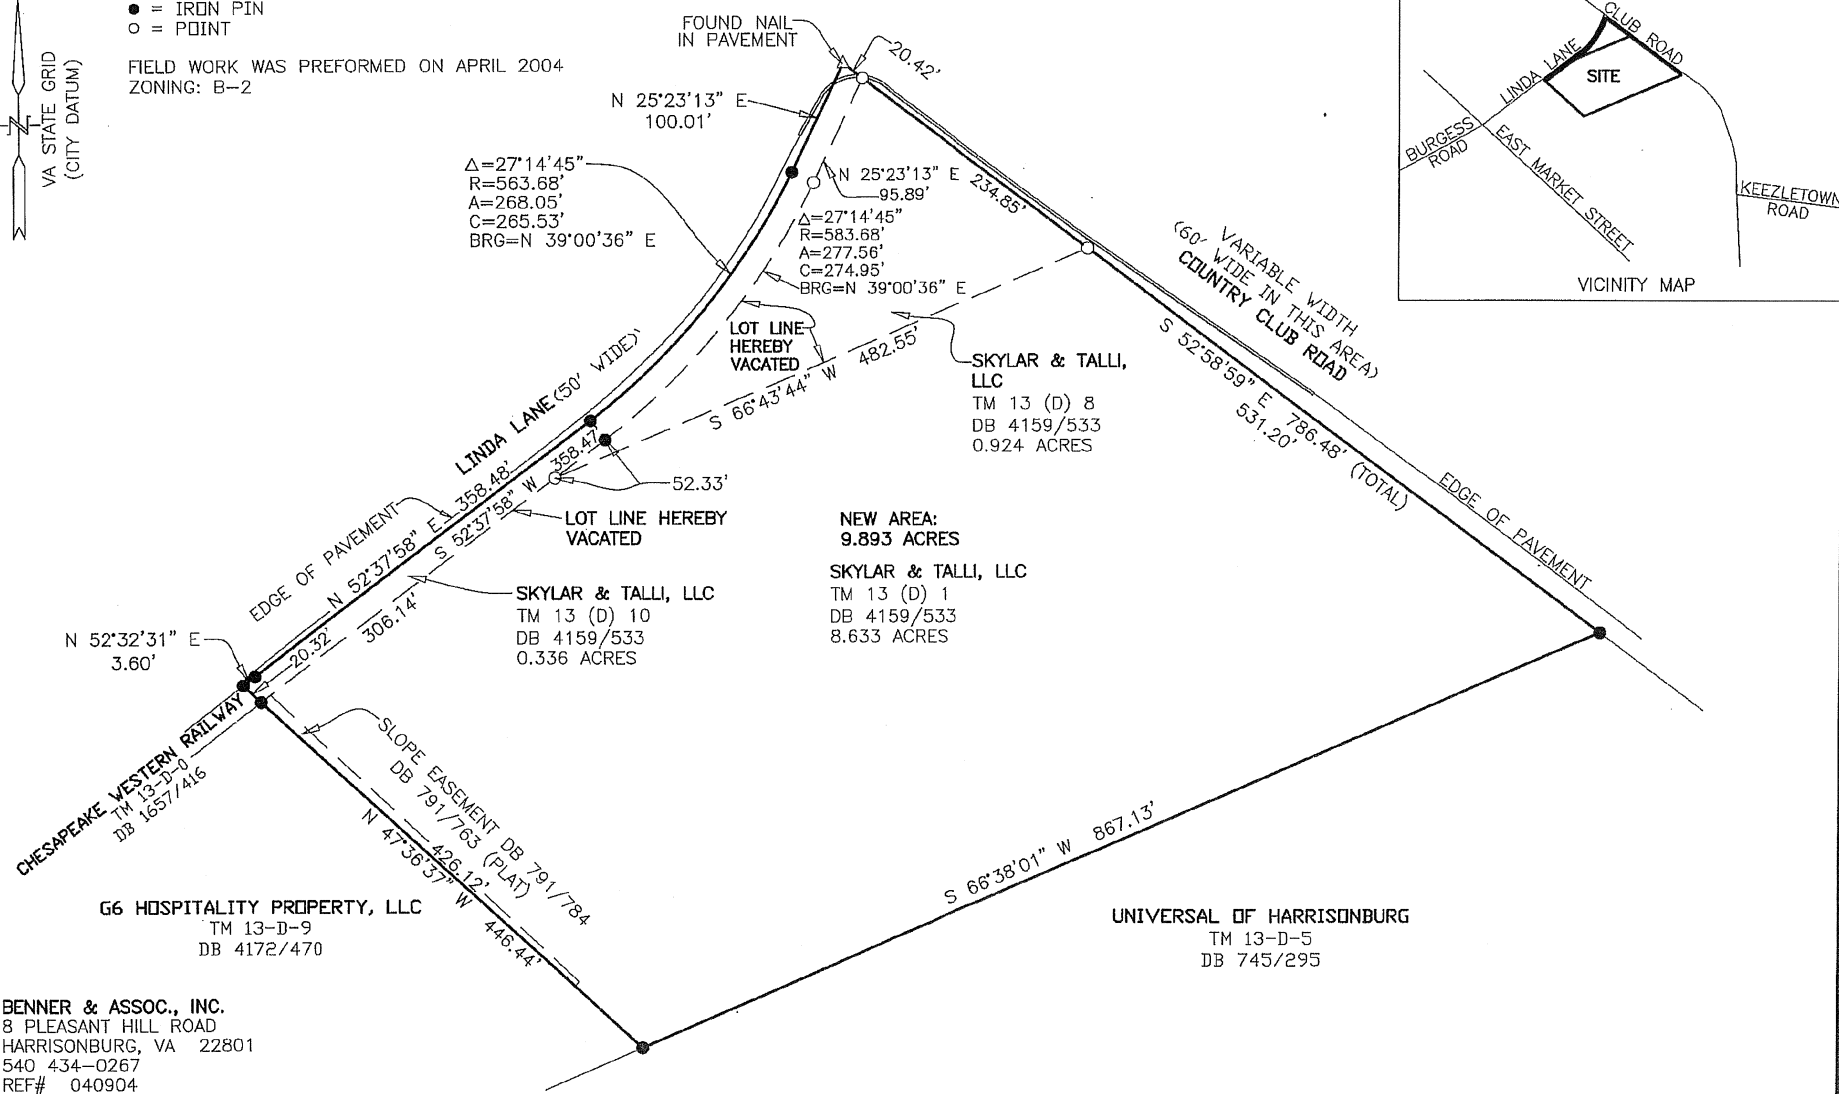 ● = IRON PIN
○ = POINT
FIELD WORK WAS PREFORMED ON APRIL 2004
ZONING: B-2
VA STATE GRID
(CITY DATUM)
N
FOUND NAIL
IN PAVEMENT
20.42'
N 25°23'13" E
100.01'
Δ=27°14'45"
R=563.68'
A=268.05'
C=265.53'
BRG=N 39°00'36" E
N 25°23'13" E
95.89'
Δ=27°14'45"
R=583.68'
A=277.56'
C=274.95'
BRG=N 39°00'36" E
234.85'
VARIABLE WIDTH
(60' WIDE IN THIS AREA)
COUNTRY CLUB ROAD
S 52°58'59" E 786.48' (TOTAL)
531.20'
EDGE OF PAVEMENT
LOT LINE
HEREBY
VACATED
S 66°43'44" W 482.55'
SKYLAR & TALLI,
LLC
TM 13 (D) 8
DB 4159/533
0.924 ACRES
LINDA LANE (50' WIDE)
EDGE OF PAVEMENT
N 52°37'58" E 358.48'
S 52°37'58" W 358.47'
52.33'
LOT LINE HEREBY
VACATED
306.14'
20.32'
N 52°32'31" E
3.60'
SKYLAR & TALLI, LLC
TM 13 (D) 10
DB 4159/533
0.336 ACRES
NEW AREA:
9.893 ACRES
SKYLAR & TALLI, LLC
TM 13 (D) 1
DB 4159/533
8.633 ACRES
CHESAPEAKE WESTERN RAILWAY
TM 13-D-0
DB 1657/416
SLOPE EASEMENT DB 791/784
DB 791/763 (PLAT)
426.12'
N 47°36'37" W 446.44'
S 66°38'01" W 867.13'
G6 HOSPITALITY PROPERTY, LLC
TM 13-D-9
DB 4172/470
UNIVERSAL OF HARRISONBURG
TM 13-D-5
DB 745/295
BENNER & ASSOC., INC.
8 PLEASANT HILL ROAD
HARRISONBURG, VA 22801
540 434-0267
REF# 040904
CLUB ROAD
LINDA LANE
SITE
BURGESS
ROAD
EAST MARKET STREET
KEEZLETOWN
ROAD
VICINITY MAP